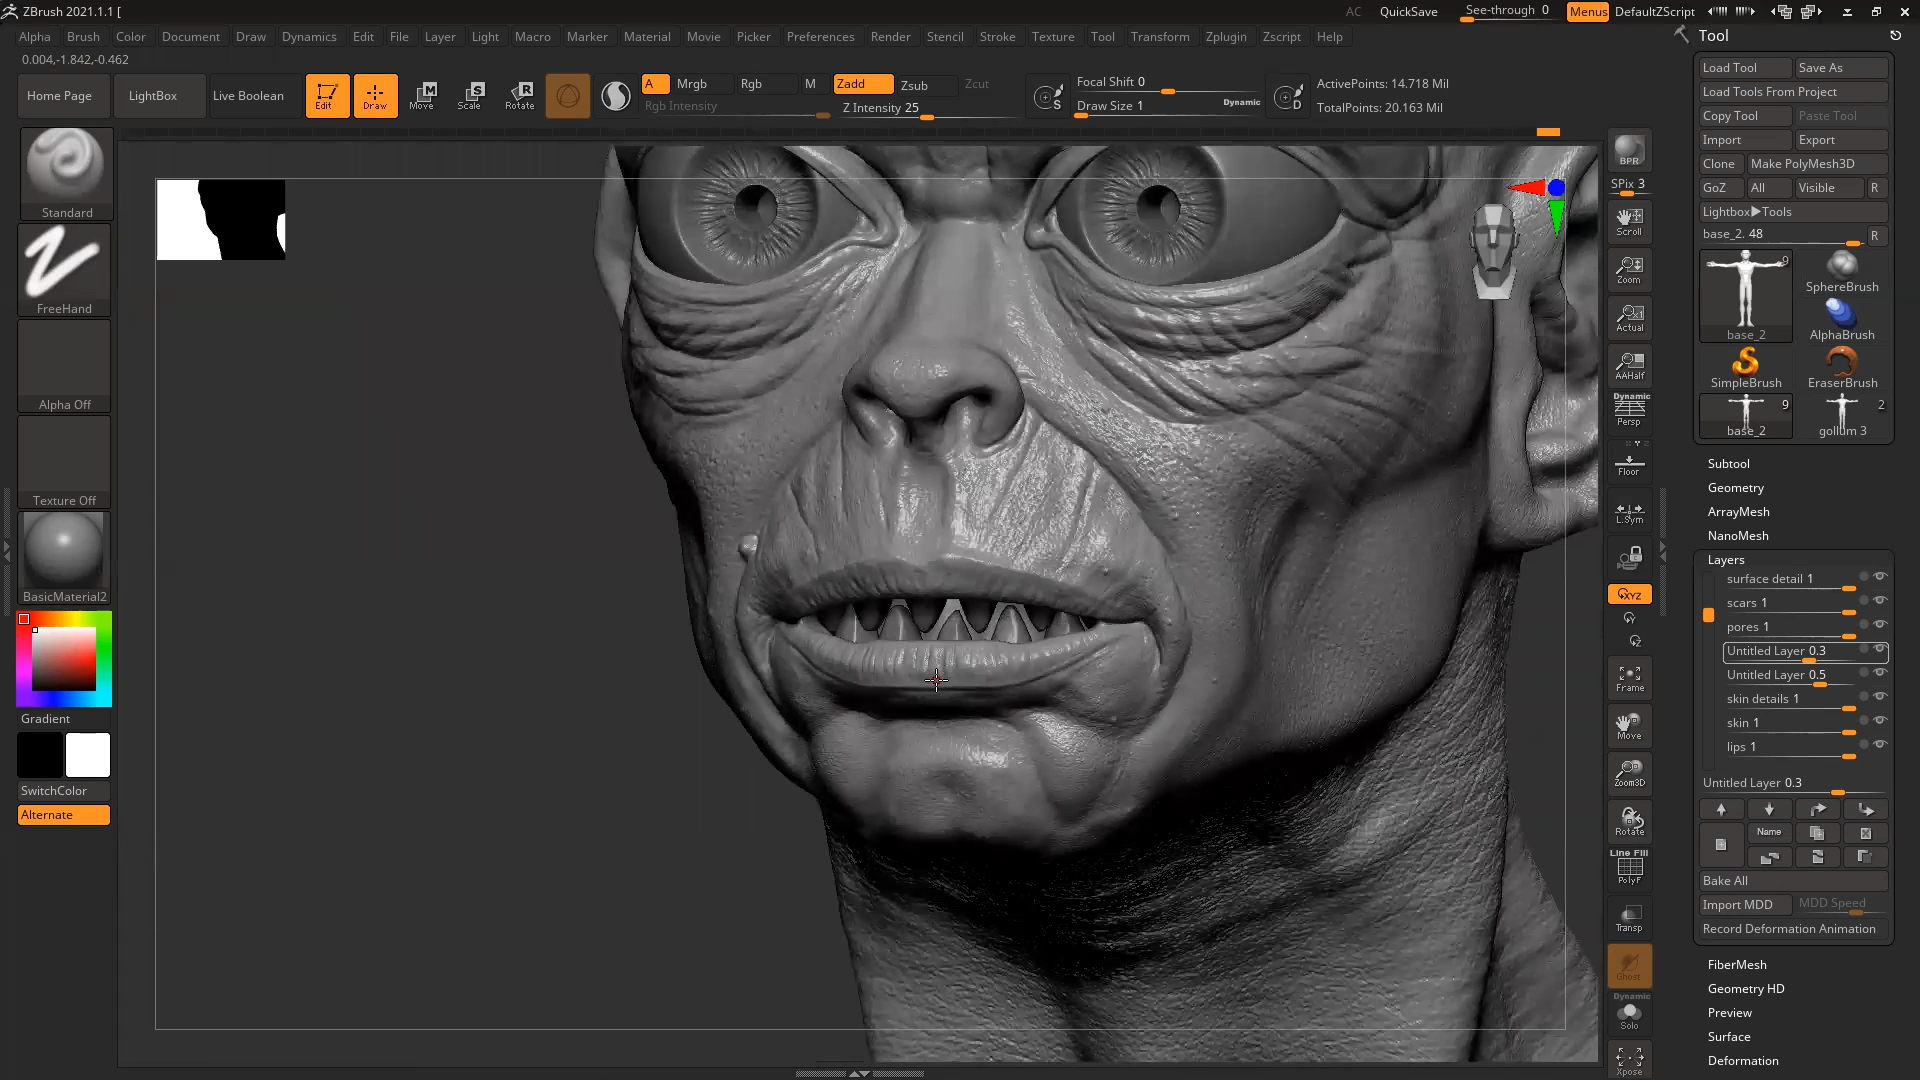 ZBrush 2021.1.1 [
AC QuickSave See-through 0 Menus DefaultZScript
Alpha Brush Color Document Draw Dynamics Edit File Layer Light Macro Marker Material Movie Picker Preferences Render Stencil Stroke Texture Tool Transform Zplugin Zscript Help
0.004,-1.842,-0.462
Home Page LightBox Live Boolean Edit Draw Move Scale Rotate
A Mrgb Rgb M Zadd Zsub Zcut
Rgb Intensity Z Intensity 25
S Focal Shift 0
Draw Size 1 Dynamic
D ActivePoints: 14.718 Mil
TotalPoints: 20.163 Mil
Standard
FreeHand
Alpha Off
Texture Off
BasicMaterial2
Gradient
SwitchColor
Alternate
BPR
SPix 3
Scroll
Zoom
Actual
AAHalf
Dynamic
Persp
Floor
L.Sym
XYZ
Y
Z
Frame
Move
Zoom3D
Rotate
Line Fill
PolyF
Transp
Ghost
Dynamic
Solo
Xpose
Tool
Load Tool Save As
Load Tools From Project
Copy Tool Paste Tool
Import Export
Clone Make PolyMesh3D
GoZ All Visible R
Lightbox▶Tools
base_2. 48 R
9
base_2
SphereBrush
AlphaBrush
SimpleBrush EraserBrush
9 2
base_2 gollum 3
Subtool
Geometry
ArrayMesh
NanoMesh
Layers
surface detail 1
scars 1
pores 1
Untitled Layer 0.3
Untitled Layer 0.5
skin details 1
skin 1
lips 1
Untitled Layer 0.3
Name
Bake All
Import MDD MDD Speed
Record Deformation Animation
FiberMesh
Geometry HD
Preview
Surface
Deformation